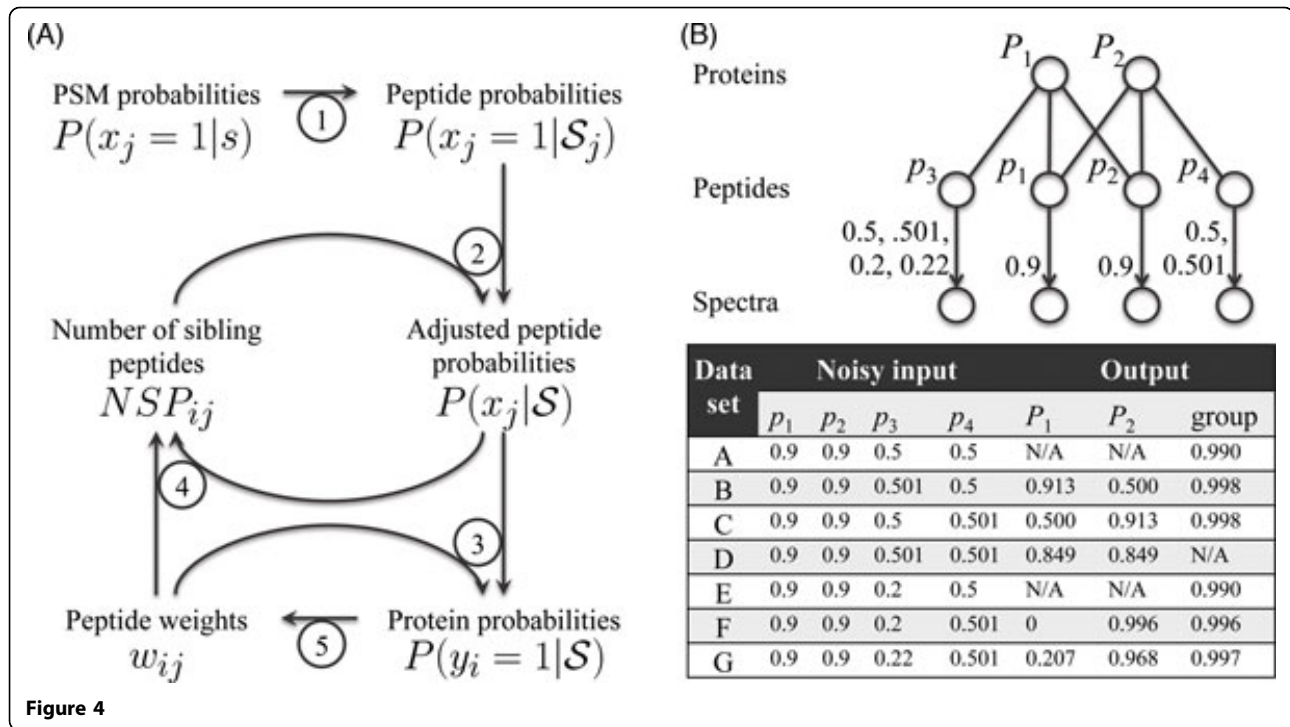 (A)
PSM probabilities
P(x_j = 1|s)
1
Peptide probabilities
P(x_j = 1|𝒮_j)
2
Number of sibling
peptides
NSP_ij
Adjusted peptide
probabilities
P(x_j|𝒮)
4
3
Peptide weights
w_ij
5
Protein probabilities
P(y_i = 1|𝒮)
(B)
Proteins
P_1 P_2
Peptides
p_3 p_1 p_2 p_4
0.5, .501,
0.2, 0.22
0.9
0.9
0.5,
0.501
Spectra
Data set Noisy input Output
p_1 p_2 p_3 p_4 P_1 P_2 group
A 0.9 0.9 0.5 0.5 N/A N/A 0.990
B 0.9 0.9 0.501 0.5 0.913 0.500 0.998
C 0.9 0.9 0.5 0.501 0.500 0.913 0.998
D 0.9 0.9 0.501 0.501 0.849 0.849 N/A
E 0.9 0.9 0.2 0.5 N/A N/A 0.990
F 0.9 0.9 0.2 0.501 0 0.996 0.996
G 0.9 0.9 0.22 0.501 0.207 0.968 0.997
Figure 4